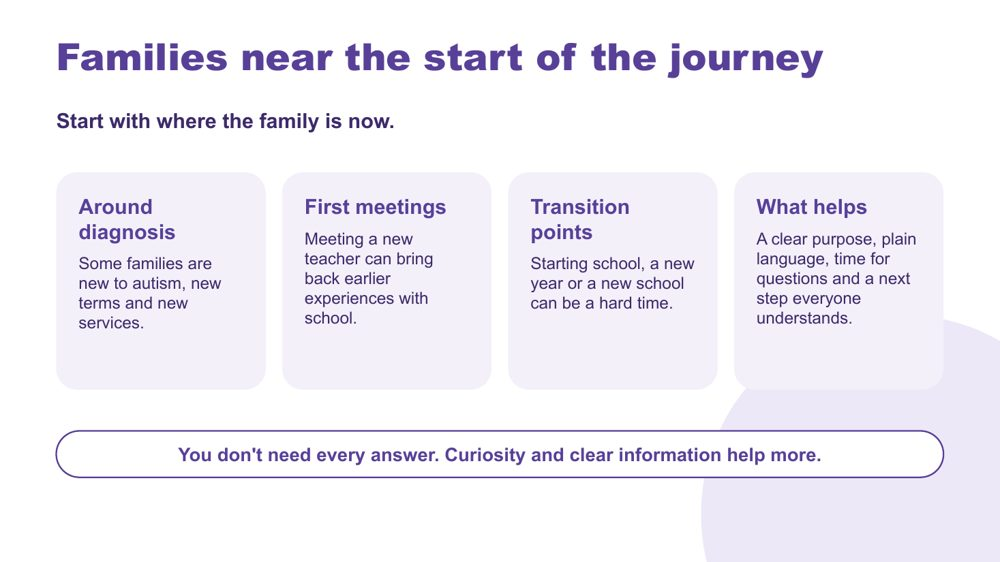 Families near the start of the journey
Start with where the family is now.
Around
diagnosis
Some families are
new to autism, new
terms and new
services.
First meetings
Meeting a new
teacher can bring
back earlier
experiences with
school.
Transition
points
Starting school, a new
year or a new school
can be a hard time.
What helps
A clear purpose, plain
language, time for
questions and a next
step everyone
understands.
You don't need every answer. Curiosity and clear information help more.